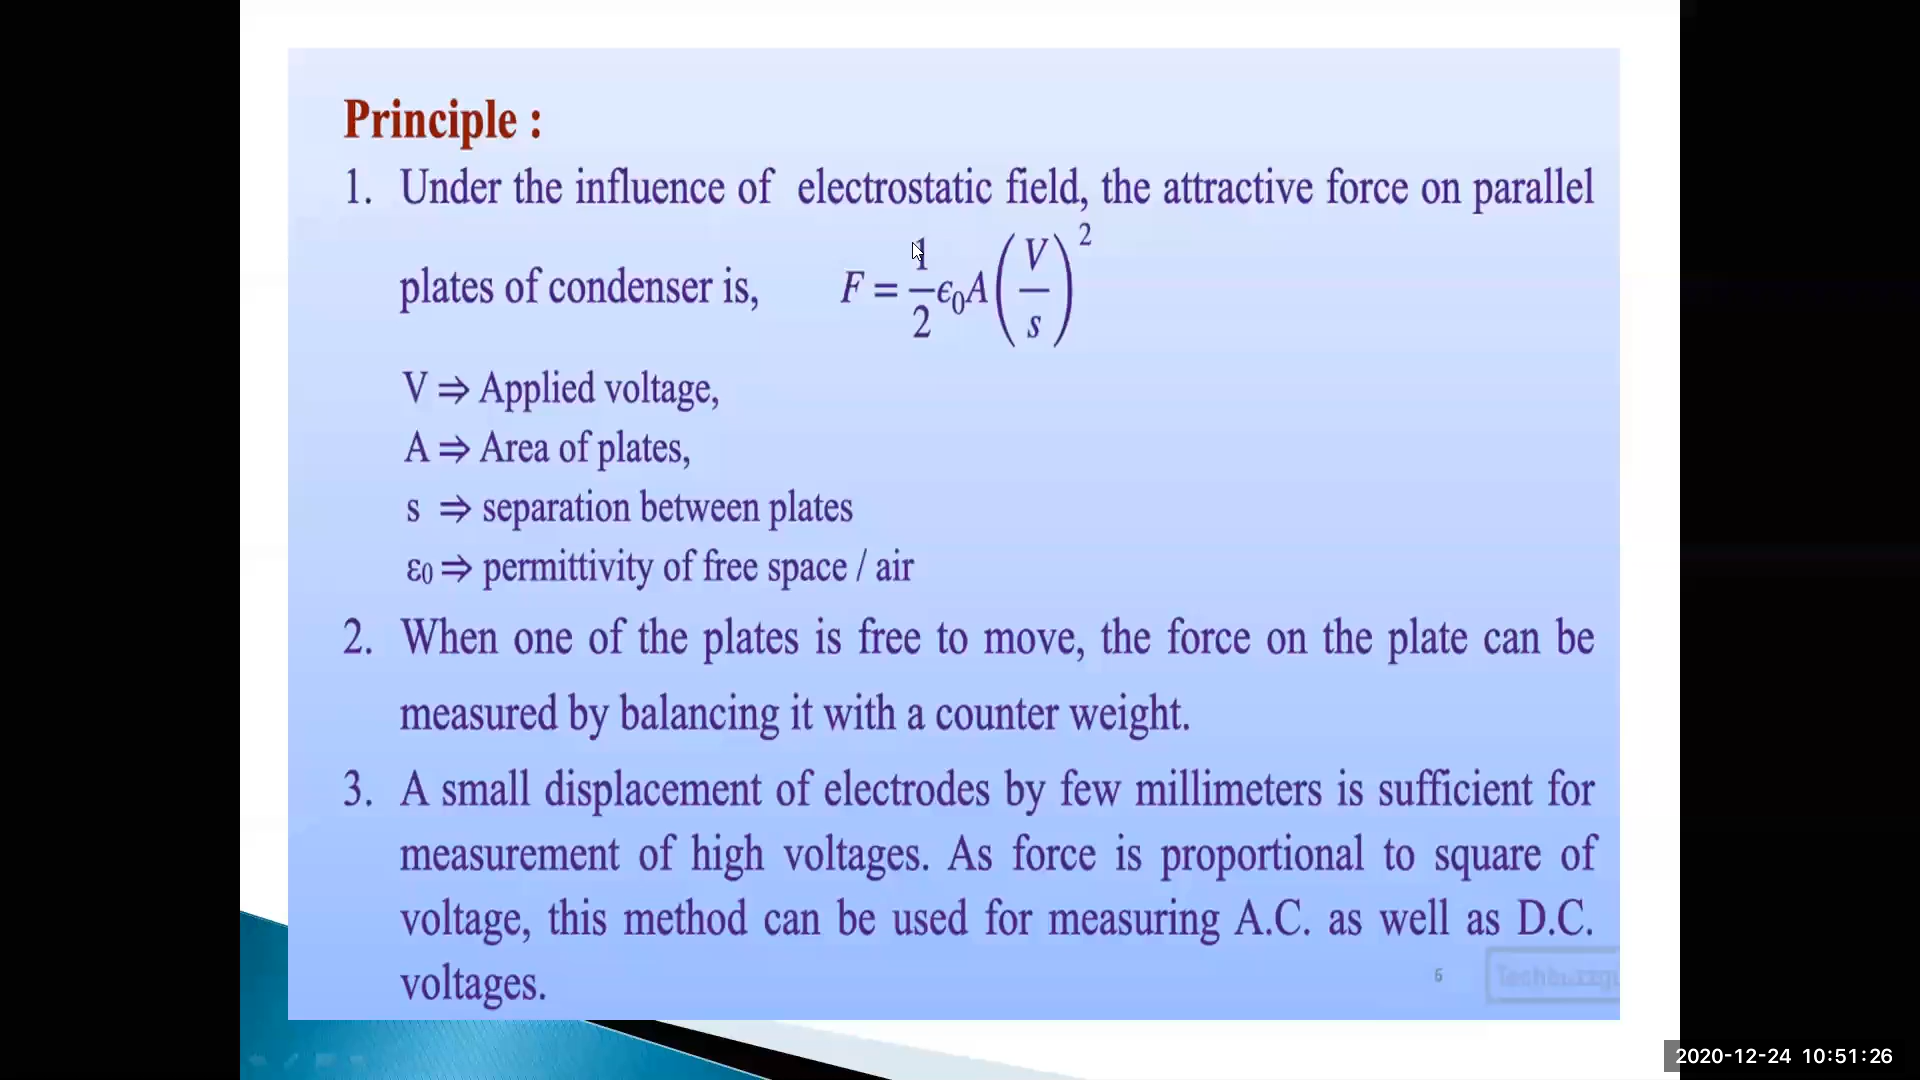 Principle :
1. Under the influence of electrostatic field, the attractive force on parallel
plates of condenser is, F = \frac{1}{2}ϵ₀A(\frac{V}{s})²
V ⇒ Applied voltage,
A ⇒ Area of plates,
s ⇒ separation between plates
ε0 ⇒ permittivity of free space / air
2. When one of the plates is free to move, the force on the plate can be
measured by balancing it with a counter weight.
3. A small displacement of electrodes by few millimeters is sufficient for
measurement of high voltages. As force is proportional to square of
voltage, this method can be used for measuring A.C. as well as D.C.
voltages.
2020-12-24 10:51:26